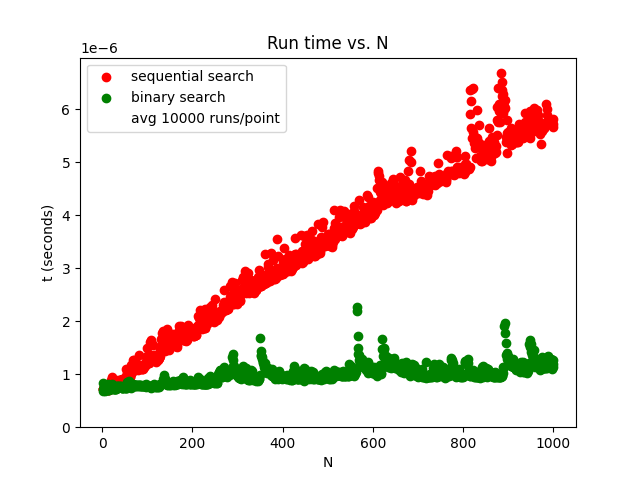 Run time vs. N
1e−6
sequential search
binary search
avg 10000 runs/point
6
5
4
3
2
1
0
t (seconds)
0 200 400 600 800 1000
N